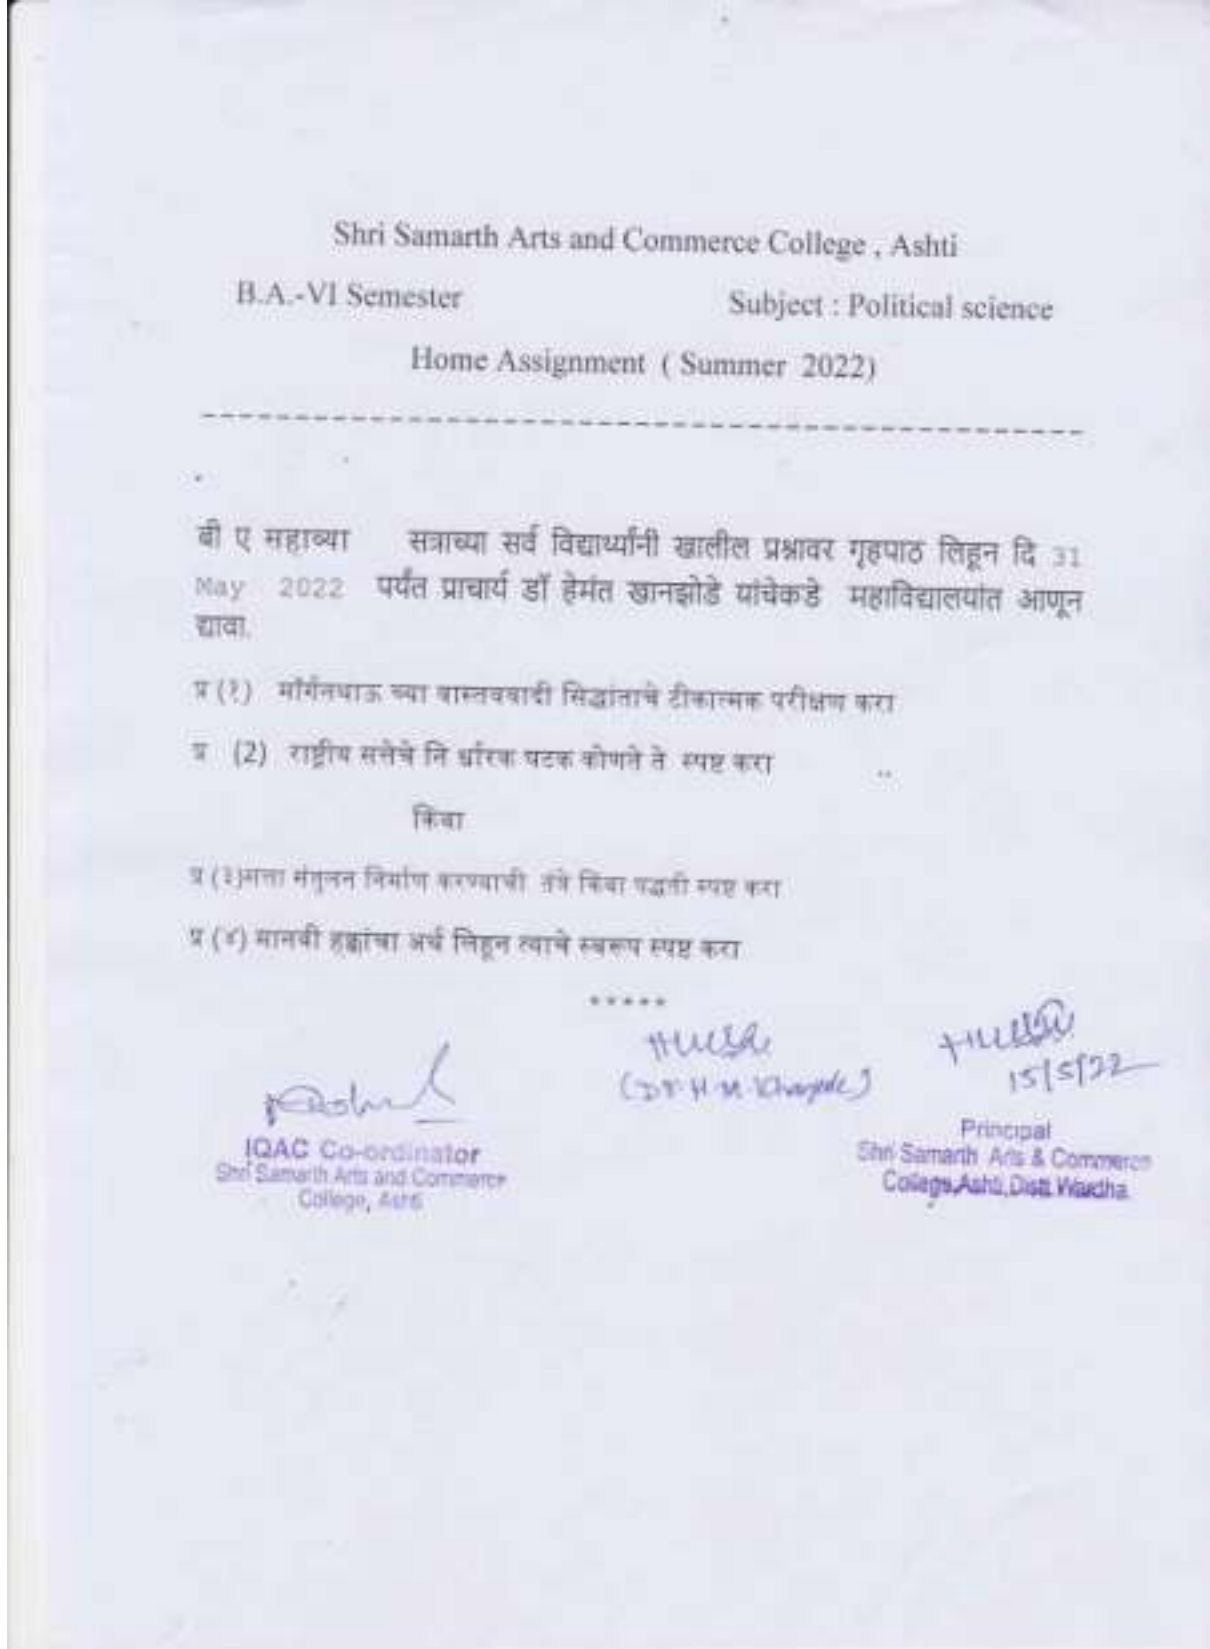 Shri Samarth Arts and Commerce College , Ashti
B.A.-VI Semester Subject : Political science
Home Assignment ( Summer 2022)
-----------------------------------------------
बी ए सहाव्या सत्राच्या सर्व विद्यार्थ्यांनी खालील प्रश्नावर गृहपाठ लिहून दि 31
May 2022 पर्यंत प्राचार्य डॉ हेमंत खानझोडे यांचेकडे महाविद्यालयांत आणून
द्यावा.
प्र (१) मॉर्गेनथाऊ च्या वास्तववादी सिद्धांताचे टीकात्मक परीक्षण करा
प्र (2) राष्ट्रीय सत्तेचे नि र्धारक घटक कोणते ते स्पष्ट करा
किंवा
प्र (३)सत्ता संतुलन निर्माण करण्याची तंत्रे किंवा पद्धती स्पष्ट करा
प्र (४) मानवी हक्कांचा अर्थ लिहून त्याचे स्वरूप स्पष्ट करा
*****
15/5/22
(Dr. H. M. Khanzode)
IQAC Co-ordinator
Shri Samarth Arts and Commerce
College, Ashti
Principal
Shri Samarth Arts & Commerce
College,Ashti,Distt.Wardha